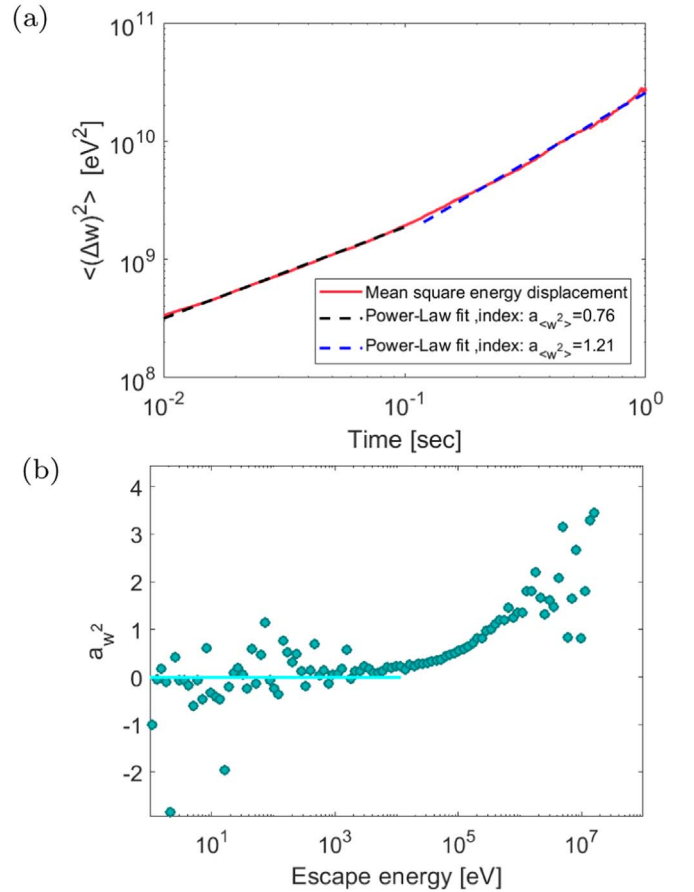 (a)
10^11
10^10
10^9
10^8
<(Δw)^2> [eV^2]
Mean square energy displacement
Power-Law fit ,index: a_<w^2>=0.76
Power-Law fit ,index: a_<w^2>=1.21
10^-2
10^-1
10^0
Time [sec]
(b)
4
3
2
1
0
-1
-2
a_w^2
10^1
10^3
10^5
10^7
Escape energy [eV]